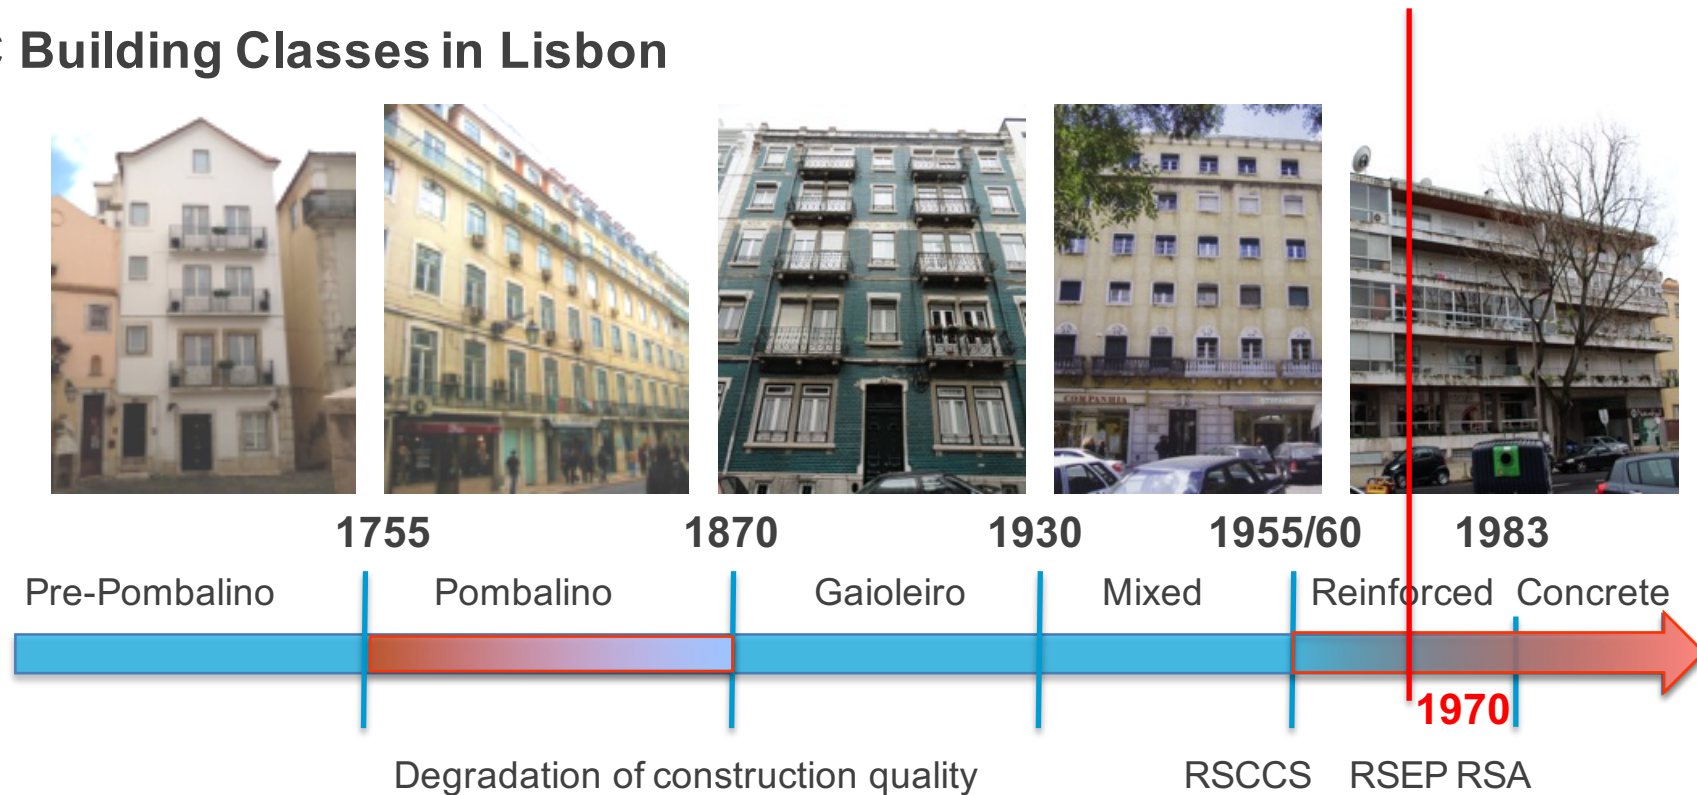 C Building Classes in Lisbon
COMPANHIA
1755 1870 1930 1955/60 1983
Pre-Pombalino Pombalino Gaioleiro Mixed Reinforced Concrete
1970
Degradation of construction quality RSCCS RSEP RSA